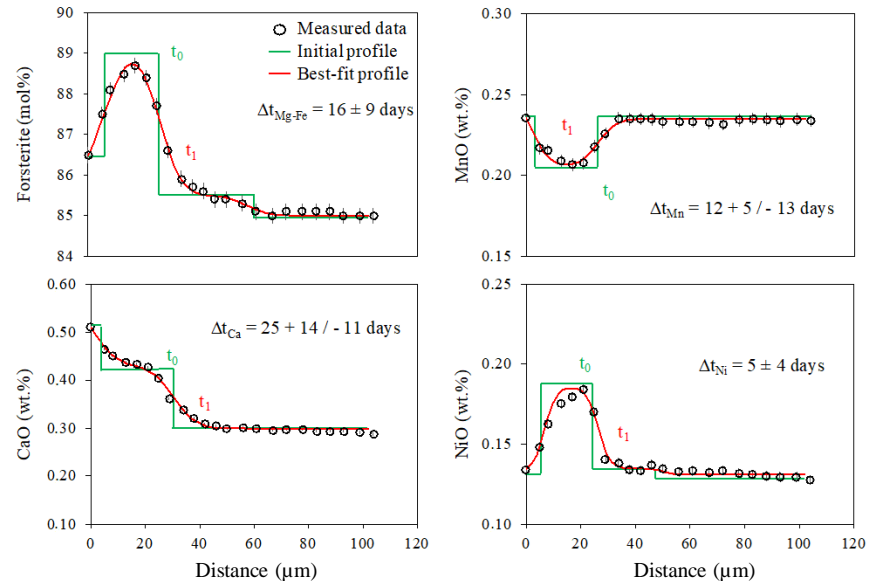 Forsterite (mol%)
90
89
88
87
86
85
84
t0
t1
Measured data
Initial profile
Best-fit profile
ΔtMg-Fe = 16 ± 9 days
MnO (wt.%)
0.30
0.25
0.20
0.15
t1
t0
ΔtMn = 12 + 5 / - 13 days
CaO (wt.%)
0.60
0.50
0.40
0.30
0.20
0.10
ΔtCa = 25 + 14 / - 11 days
t0
t1
0 20 40 60 80 100
Distance (µm)
NiO (wt.%)
0.25
0.20
0.15
0.10
t0
t1
ΔtNi = 5 ± 4 days
0 20 40 60 80 100 120
Distance (µm)